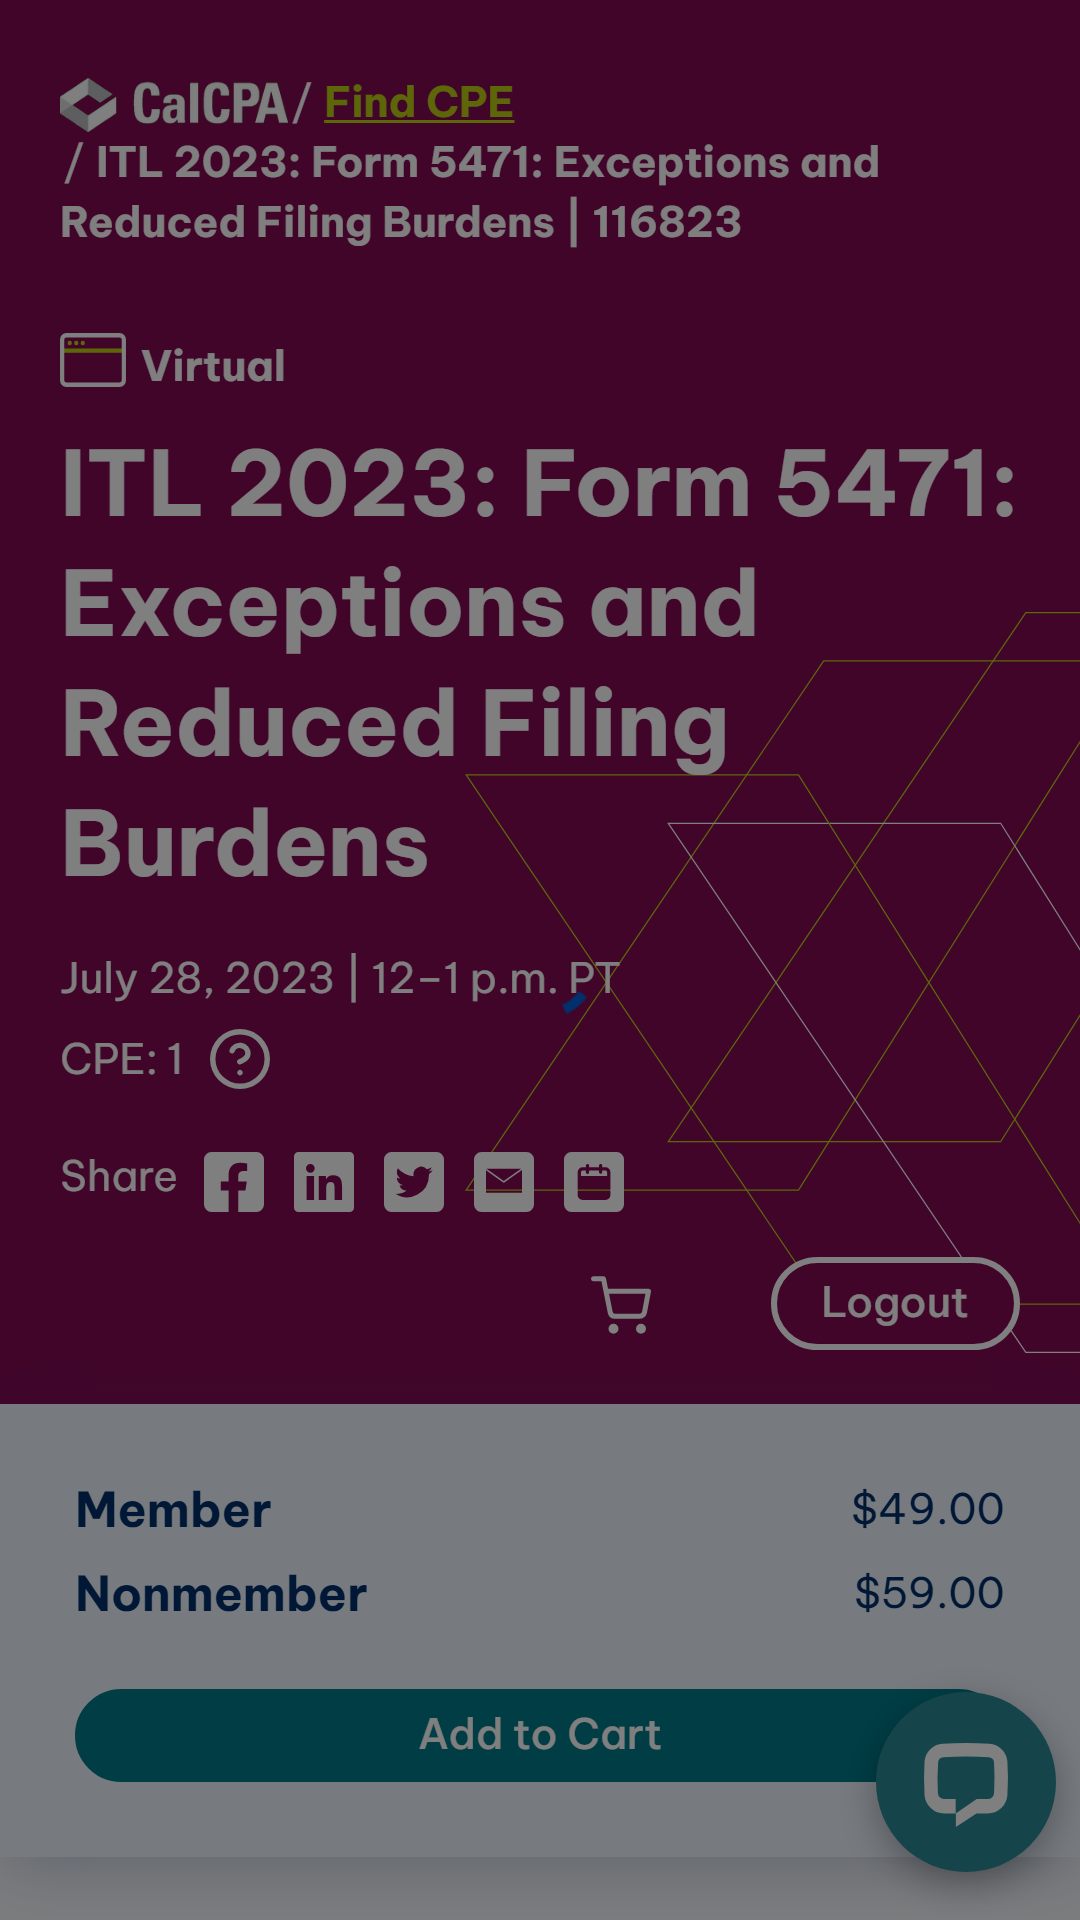 CalCPA / Find CPE
/ ITL 2023: Form 5471: Exceptions and
Reduced Filing Burdens | 116823
Virtual
ITL 2023: Form 5471:
Exceptions and
Reduced Filing
Burdens
July 28, 2023 | 12–1 p.m. PT
CPE: 1 ?
Share
Logout
Member $49.00
Nonmember $59.00
Add to Cart